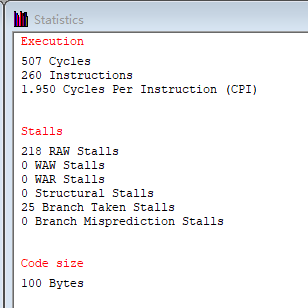 Statistics
Execution
507 Cycles
260 Instructions
1.950 Cycles Per Instruction (CPI)
Stalls
218 RAW Stalls
0 WAW Stalls
0 WAR Stalls
0 Structural Stalls
25 Branch Taken Stalls
0 Branch Misprediction Stalls
Code size
100 Bytes